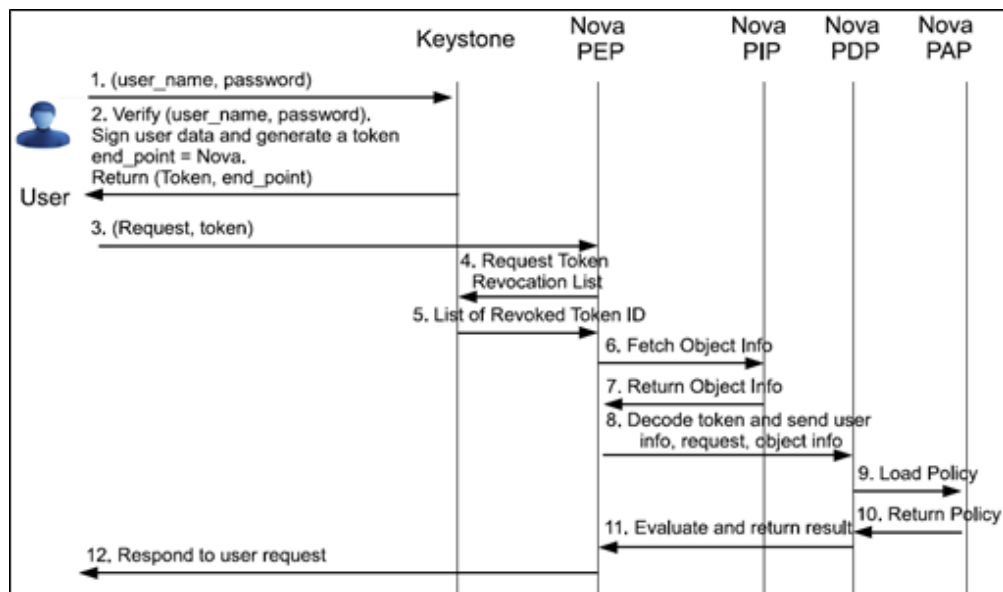 Keystone
Nova
PEP
Nova
PIP
Nova
PDP
Nova
PAP
1. (user_name, password)
2. Verify (user_name, password).
Sign user data and generate a token
end_point = Nova.
Return (Token, end_point)
User
3. (Request, token)
4. Request Token
Revocation List
5. List of Revoked Token ID
6. Fetch Object Info
7. Return Object Info
8. Decode token and send user
info, request, object info
9. Load Policy
10. Return Policy
11. Evaluate and return result
12. Respond to user request